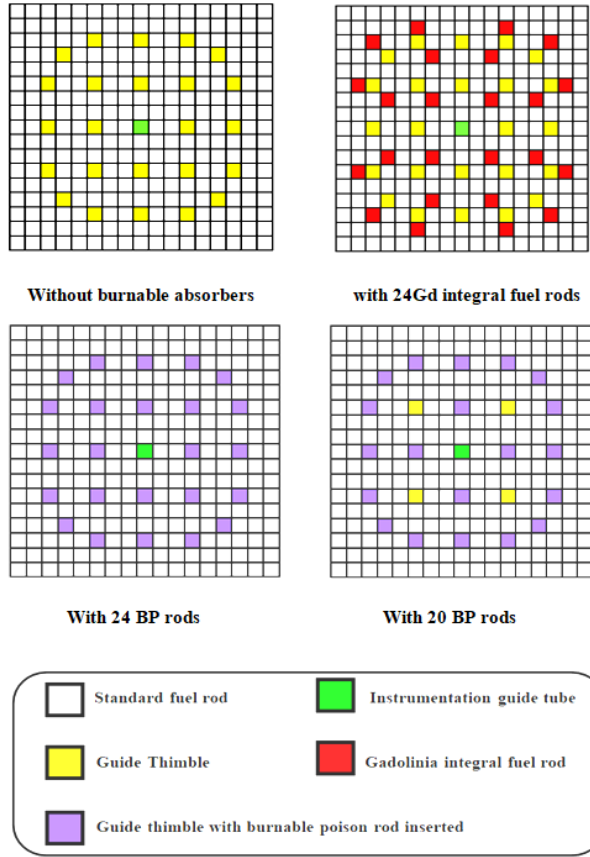 Without burnable absorbers
with 24Gd integral fuel rods
With 24 BP rods
With 20 BP rods
Standard fuel rod
Instrumentation guide tube
Guide Thimble
Gadolinia integral fuel rod
Guide thimble with burnable poison rod inserted